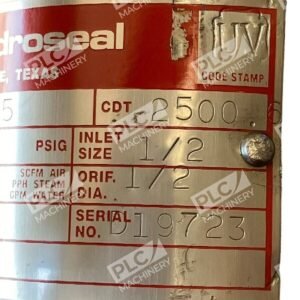 droseal
UV
E, TEXAS
CODE STAMP
5
CDT
2500
PSIG
INLET SIZE
1/2
SCFM AIR
PPH STEAM
GPM WATER
ORIF. DIA.
1/2
SERIAL NO.
D19723
PLC MACHINERY